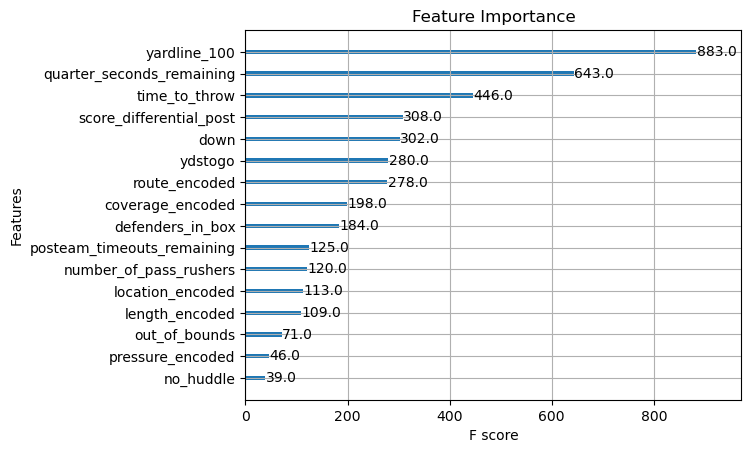 Feature Importance
yardline_100 883.0
quarter_seconds_remaining 643.0
time_to_throw 446.0
score_differential_post 308.0
down 302.0
ydstogo 280.0
route_encoded 278.0
coverage_encoded 198.0
defenders_in_box 184.0
posteam_timeouts_remaining 125.0
number_of_pass_rushers 120.0
location_encoded 113.0
length_encoded 109.0
out_of_bounds 71.0
pressure_encoded 46.0
no_huddle 39.0
Features
0 200 400 600 800
F score